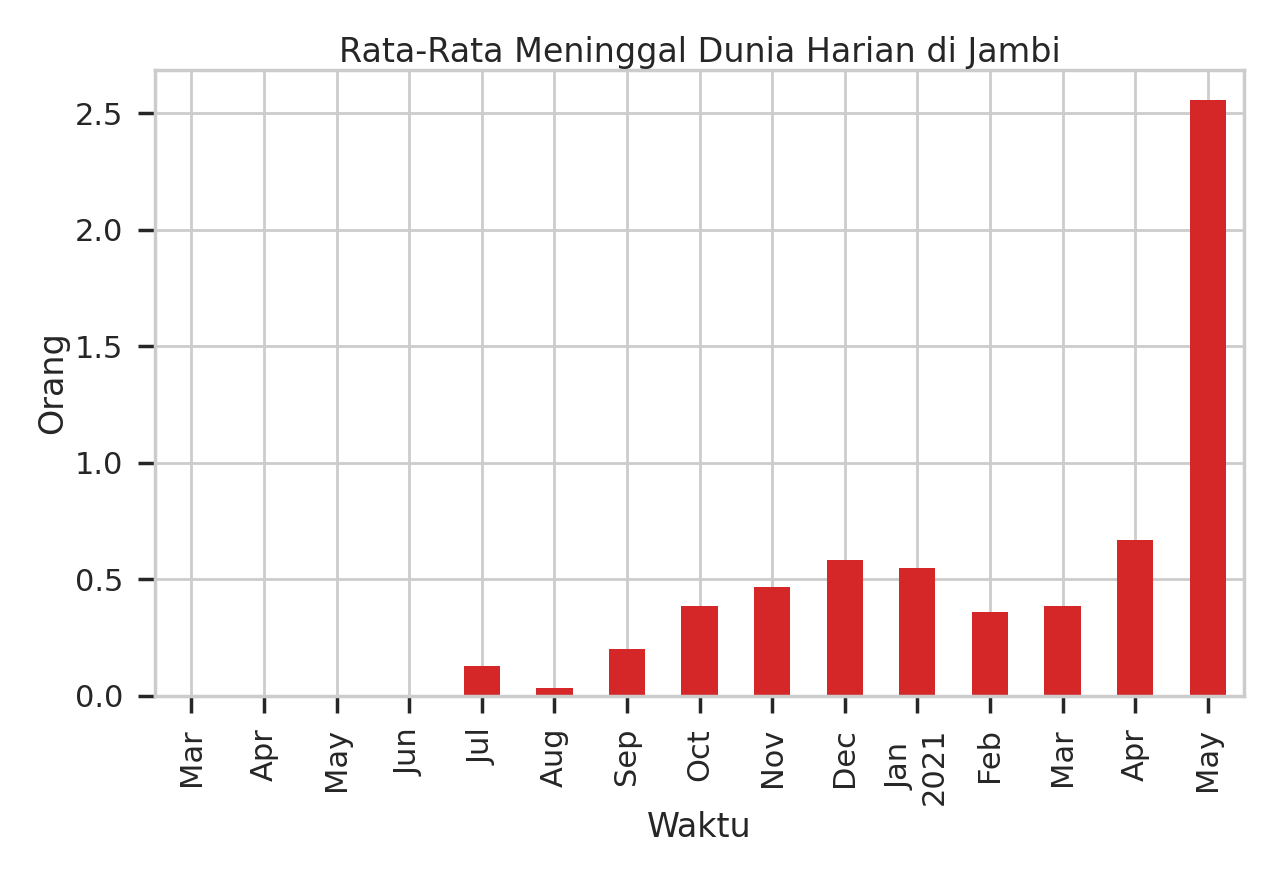 Rata-Rata Meninggal Dunia Harian di Jambi
Orang
2.5
2.0
1.5
1.0
0.5
0.0
Mar
Apr
May
Jun
Jul
Aug
Sep
Oct
Nov
Dec
Jan
2021
Feb
Mar
Apr
May
Waktu